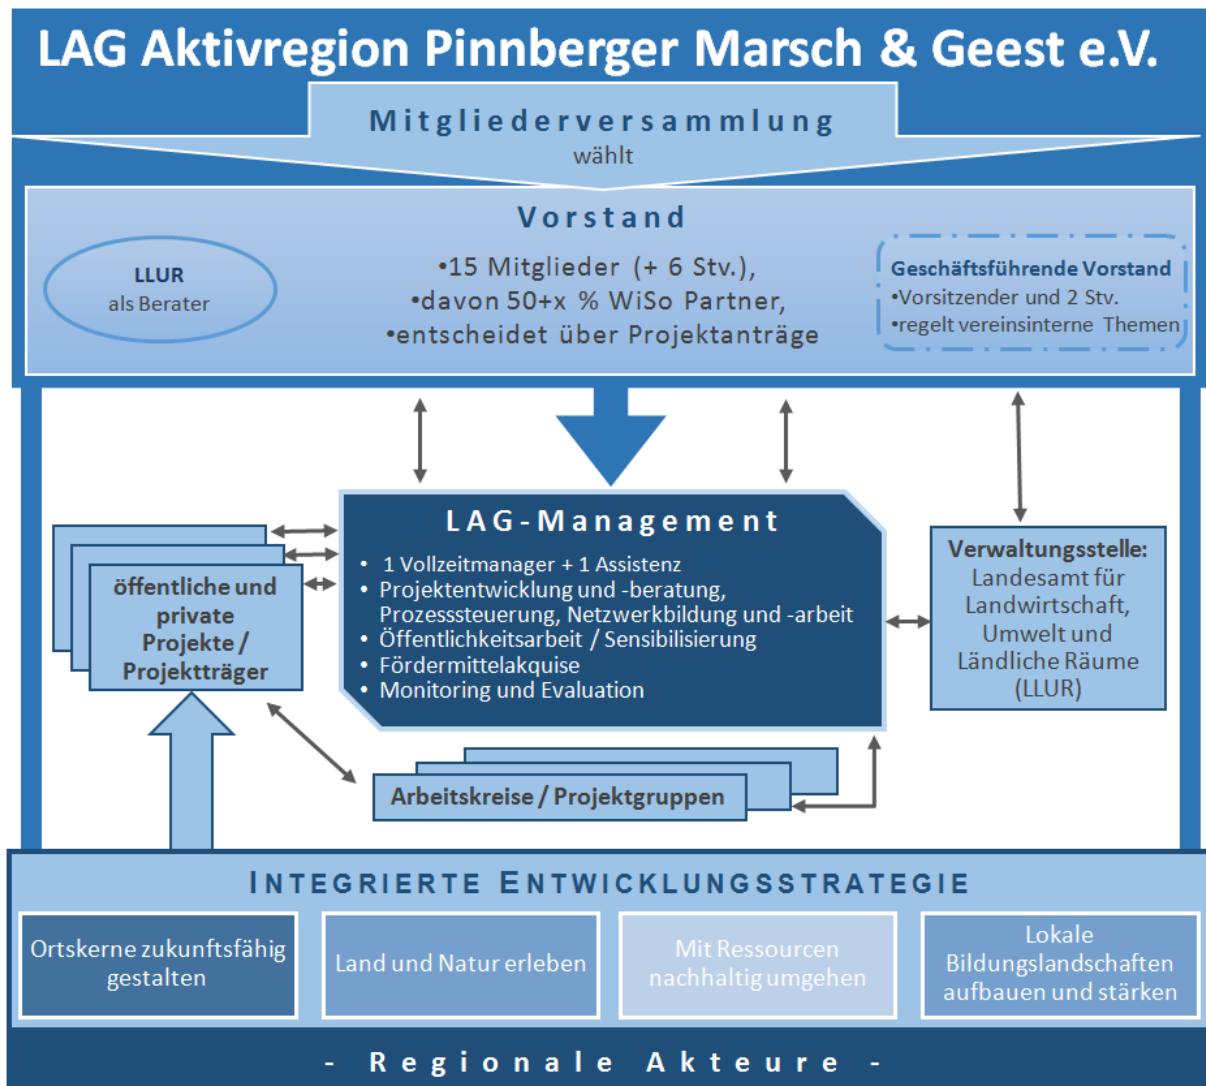 LAG Aktivregion Pinnberger Marsch & Geest e.V.
Mitgliederversammlung
wählt
Vorstand
LLUR
als Berater
•15 Mitglieder (+ 6 Stv.),
•davon 50+x % WiSo Partner,
•entscheidet über Projektanträge
Geschäftsführende Vorstand
•Vorsitzender und 2 Stv.
•regelt vereinsinterne Themen
LAG-Management
• 1 Vollzeitmanager + 1 Assistenz
• Projektentwicklung und -beratung,
Prozesssteuerung, Netzwerkbildung und -arbeit
• Öffentlichkeitsarbeit / Sensibilisierung
• Fördermittelakquise
• Monitoring und Evaluation
öffentliche und
private
Projekte /
Projektträger
Verwaltungsstelle:
Landesamt für
Landwirtschaft,
Umwelt und
Ländliche Räume
(LLUR)
Arbeitskreise / Projektgruppen
INTEGRIERTE ENTWICKLUNGSSTRATEGIE
Ortskerne zukunftsfähig
gestalten
Land und Natur erleben
Mit Ressourcen
nachhaltig umgehen
Lokale
Bildungslandschaften
aufbauen und stärken
- Regionale Akteure -